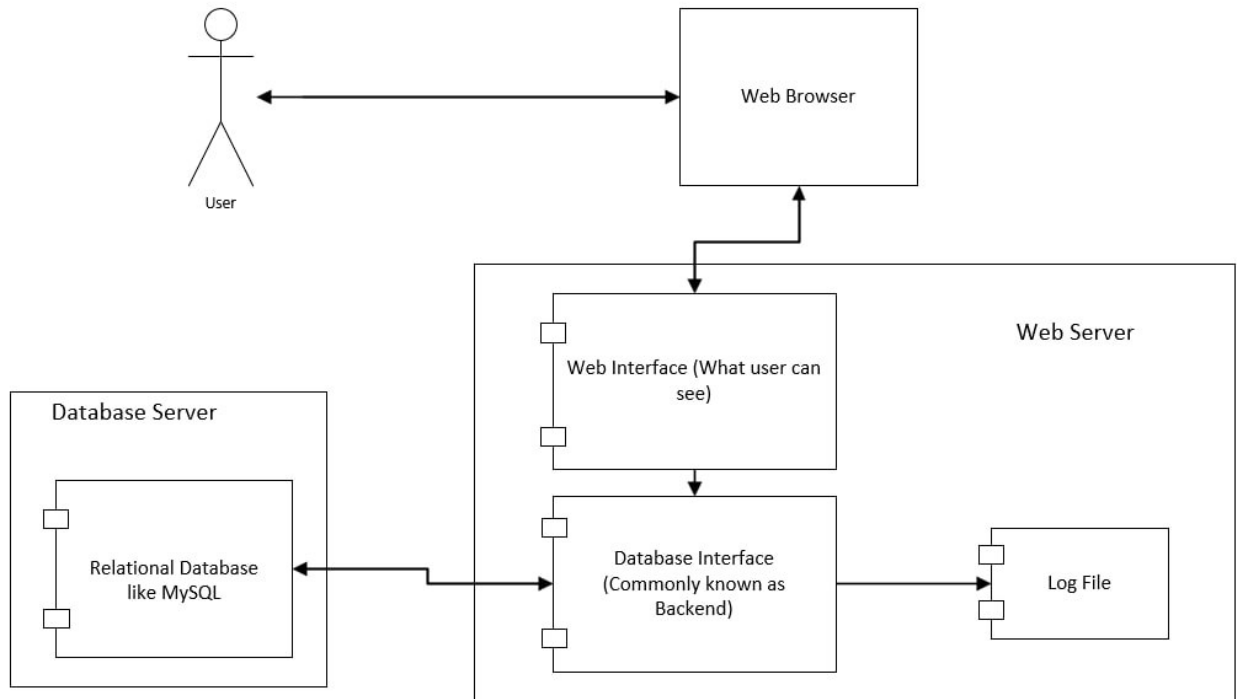 Web Browser
User
Web Server
Web Interface (What user can
see)
Database Server
Relational Database
like MySQL
Database Interface
(Commonly known as
Backend)
Log File